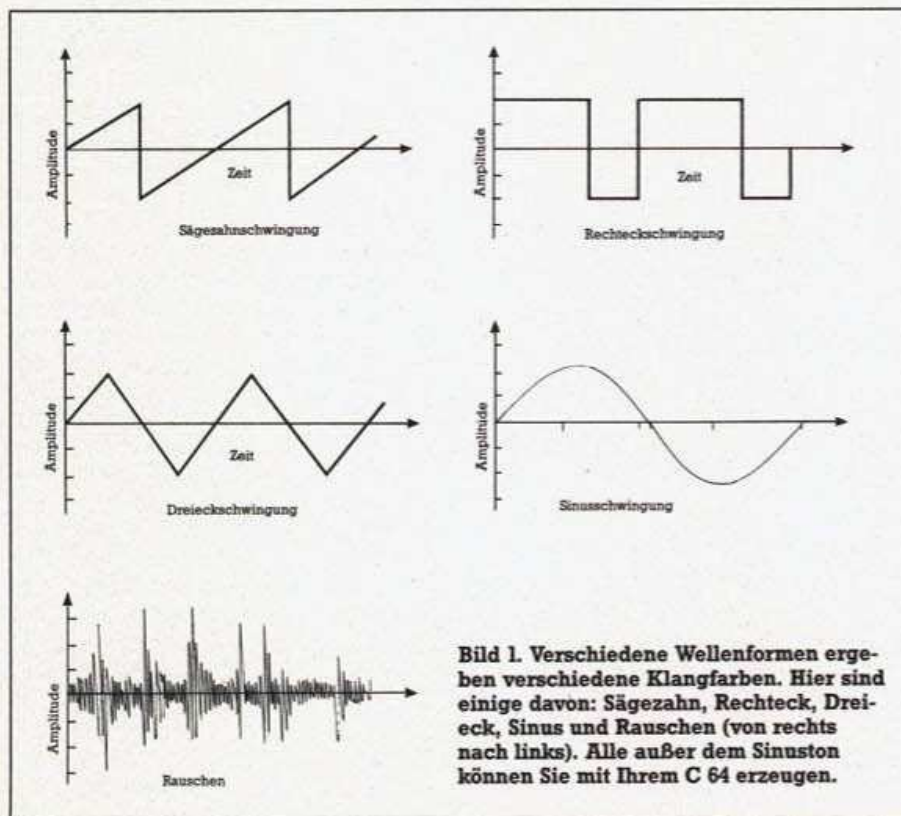 Amplitude
Zeit
Sägesahnschwingung
Amplitude
Zeit
Rechteckschwingung
Amplitude
Zeit
Dreieckschwingung
Amplitude
Sinusschwingung
Amplitude
Rauschen
Bild 1. Verschiedene Wellenformen erge-
ben verschiedene Klangfarben. Hier sind
einige davon: Sägezahn, Rechteck, Drei-
eck, Sinus und Rauschen (von rechts
nach links). Alle außer dem Sinuston
können Sie mit Ihrem C 64 erzeugen.